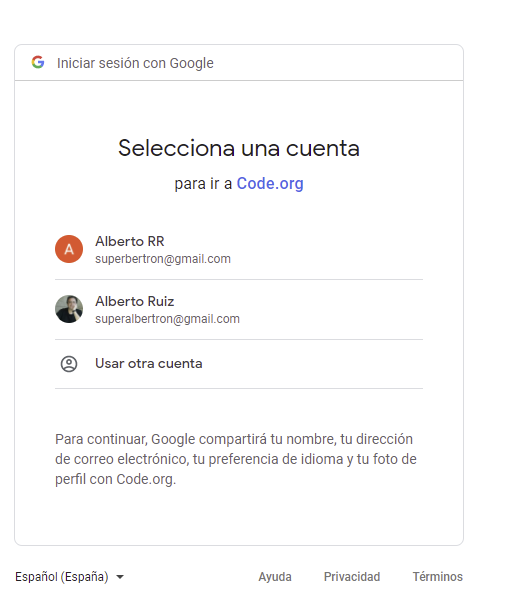 Iniciar sesión con Google
Selecciona una cuenta
para ir a Code.org
A
Alberto RR
superbertron@gmail.com
Alberto Ruiz
superalbertron@gmail.com
Usar otra cuenta
Para continuar, Google compartirá tu nombre, tu dirección
de correo electrónico, tu preferencia de idioma y tu foto de
perfil con Code.org.
Español (España)
Ayuda
Privacidad
Términos